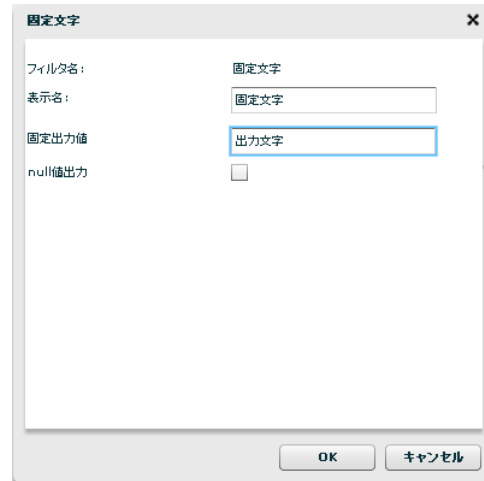 固定文字
フィルタ名： 固定文字
表示名： 固定文字
固定出力値 出力文字
null値出力
OK キャンセル